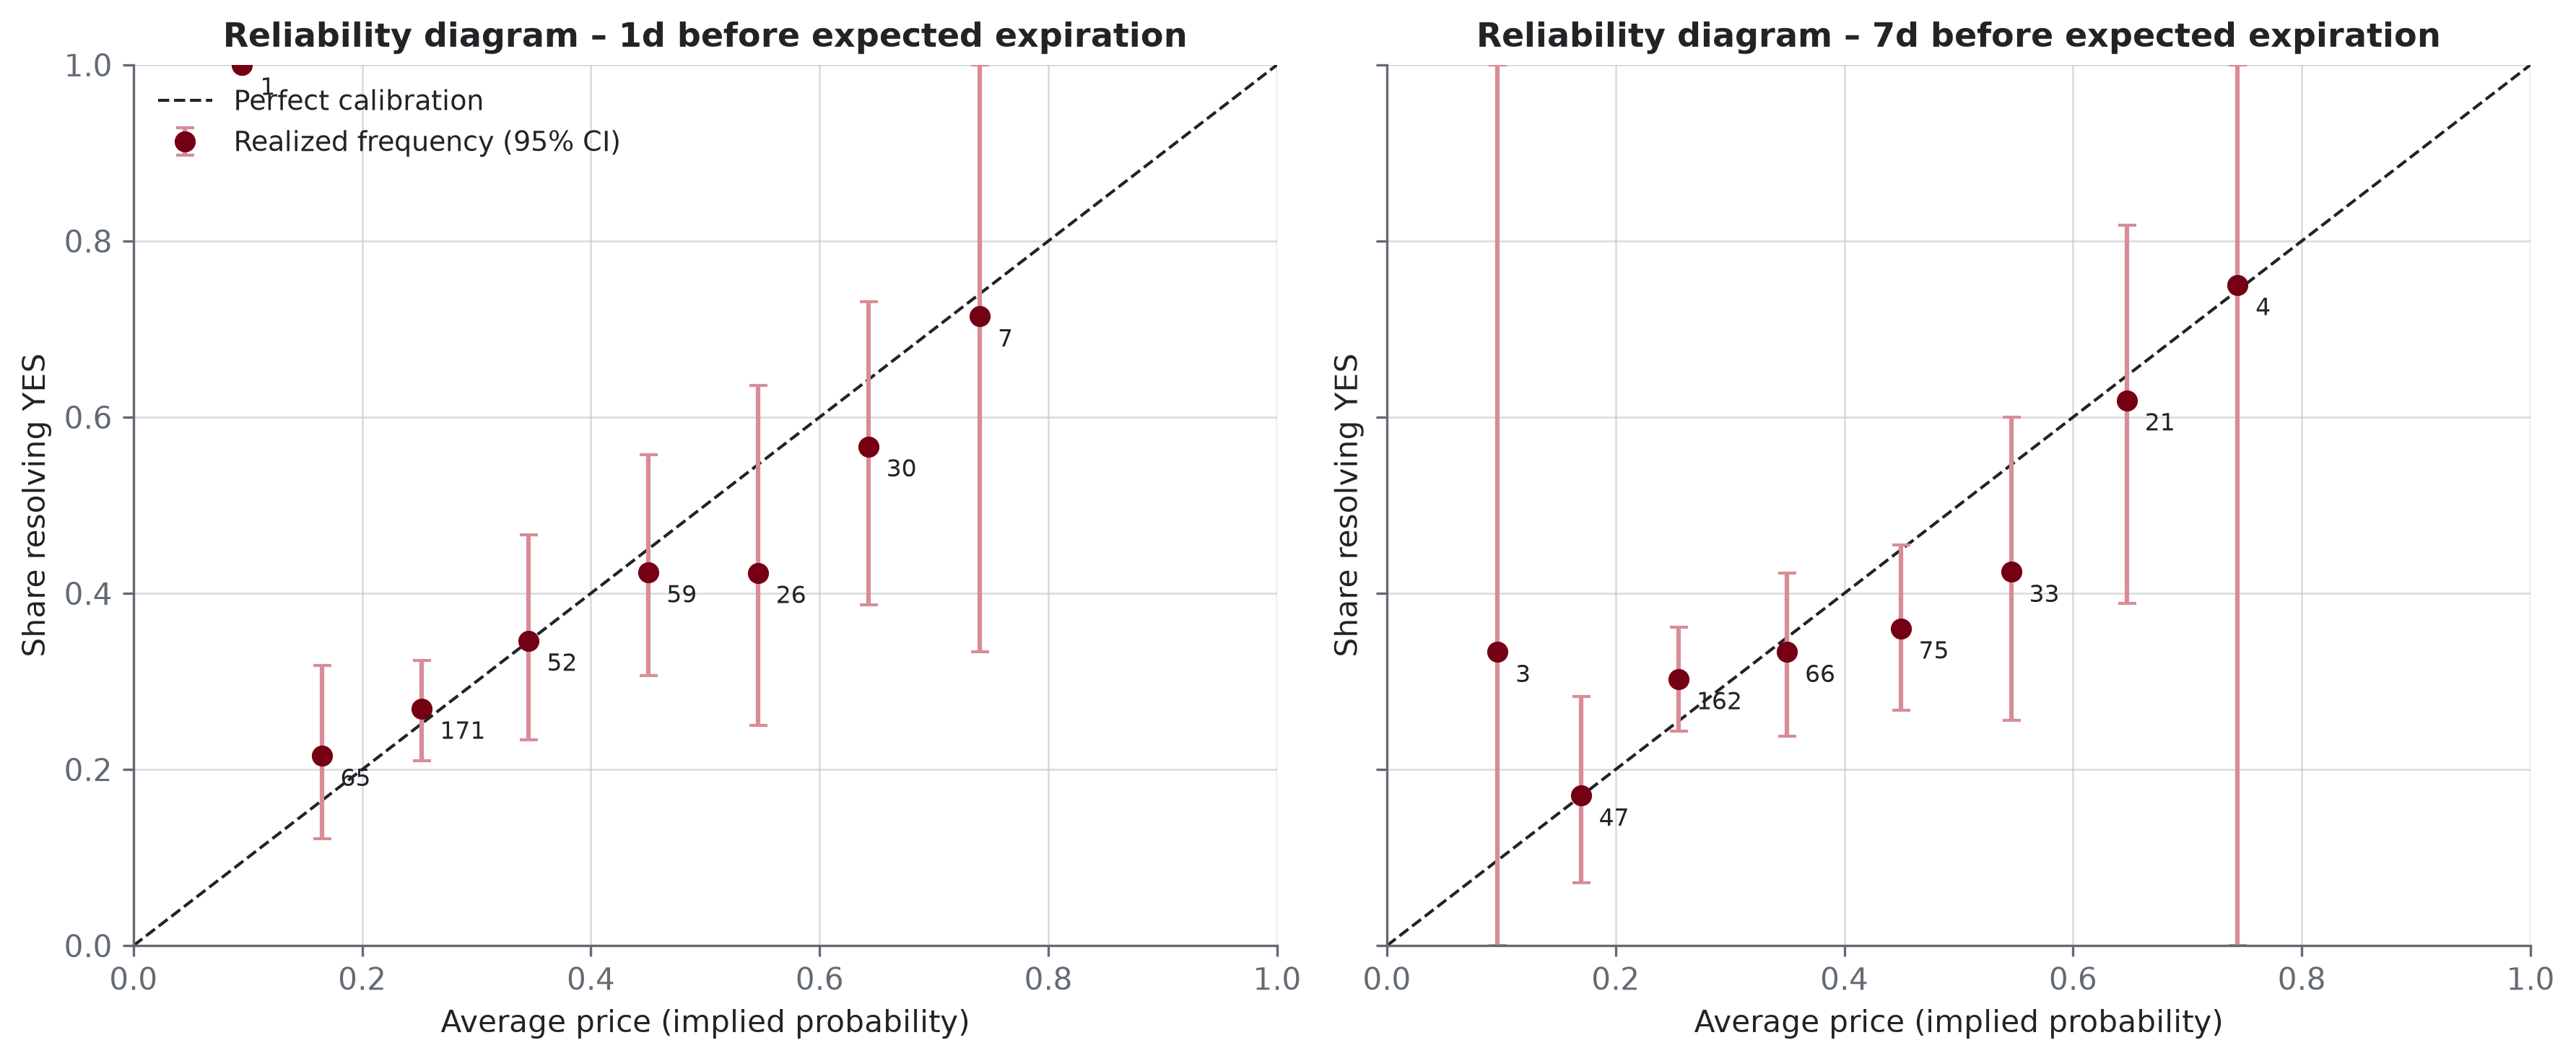 Reliability diagram – 1d before expected expiration
1.0
0.8
0.6
0.4
0.2
0.0
Share resolving YES
1
Perfect calibration
Realized frequency (95% CI)
65
171
52
59
26
30
7
0.0 0.2 0.4 0.6 0.8 1.0
Average price (implied probability)
Reliability diagram – 7d before expected expiration
Share resolving YES
3
47
162
66
75
33
21
4
0.0 0.2 0.4 0.6 0.8 1.0
Average price (implied probability)